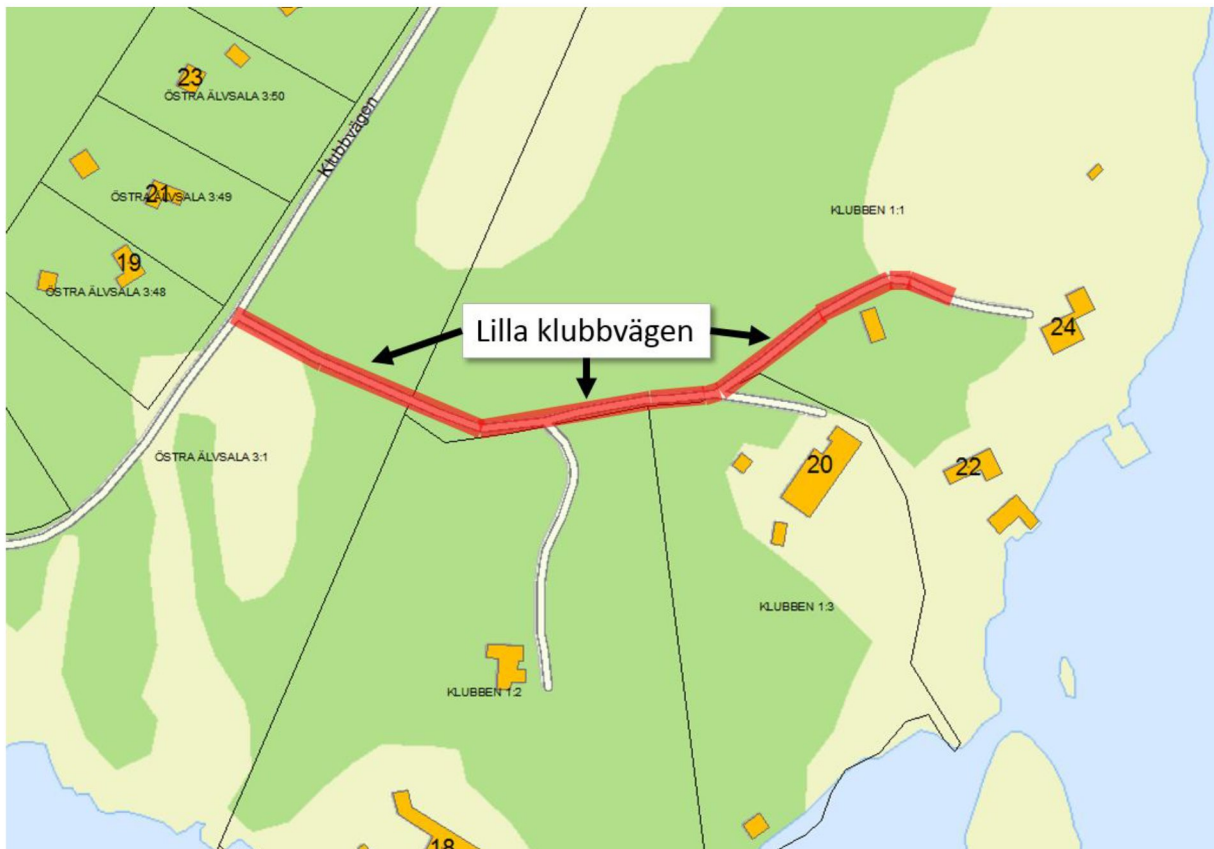 23
ÖSTRA ÄLVSALA 3:50
Klubbvägen
21
ÖSTRA ÄLVSALA 3:49
KLUBBEN 1:1
19
ÖSTRA ÄLVSALA 3:48
Lilla klubbvägen
24
ÖSTRA ÄLVSALA 3:1
20
22
KLUBBEN 1:3
KLUBBEN 1:2
18